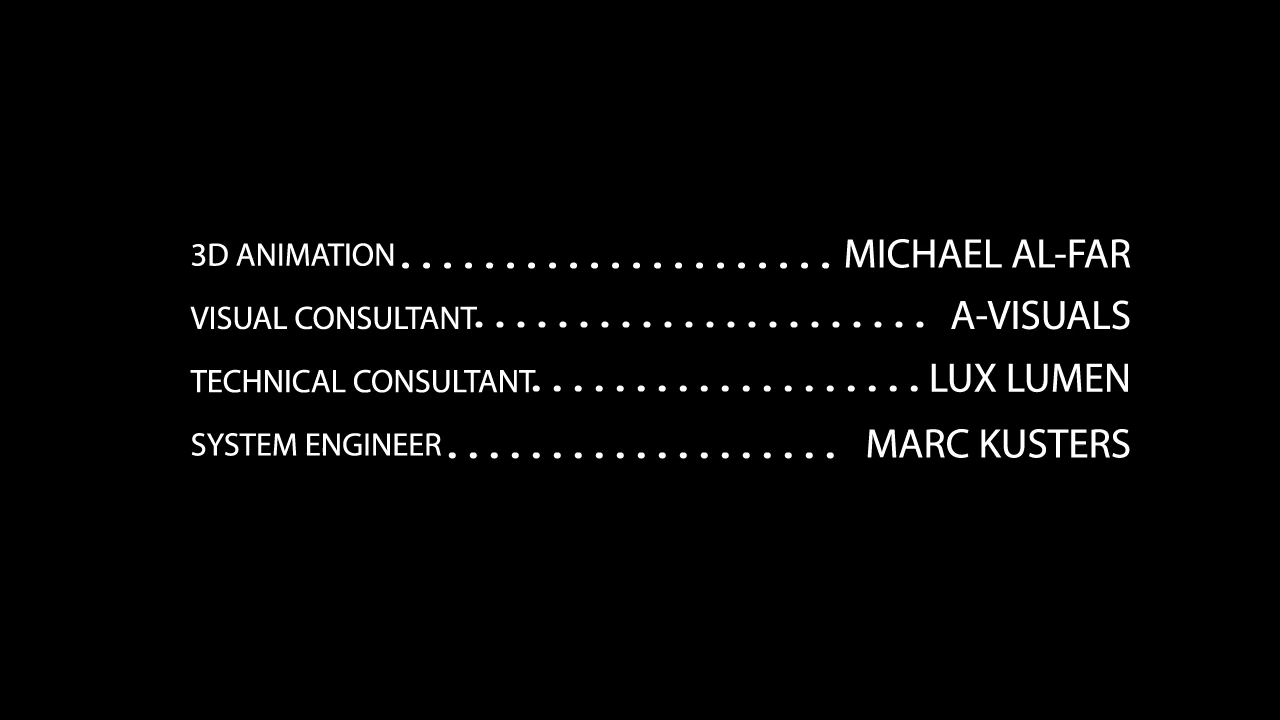 3D ANIMATION . . . . . . . . . . . . . . . . . . . . . MICHAEL AL-FAR
VISUAL CONSULTANT. . . . . . . . . . . . . . . . . . . . . . A-VISUALS
TECHNICAL CONSULTANT. . . . . . . . . . . . . . . . . . . LUX LUMEN
SYSTEM ENGINEER . . . . . . . . . . . . . . . . . . . MARC KUSTERS